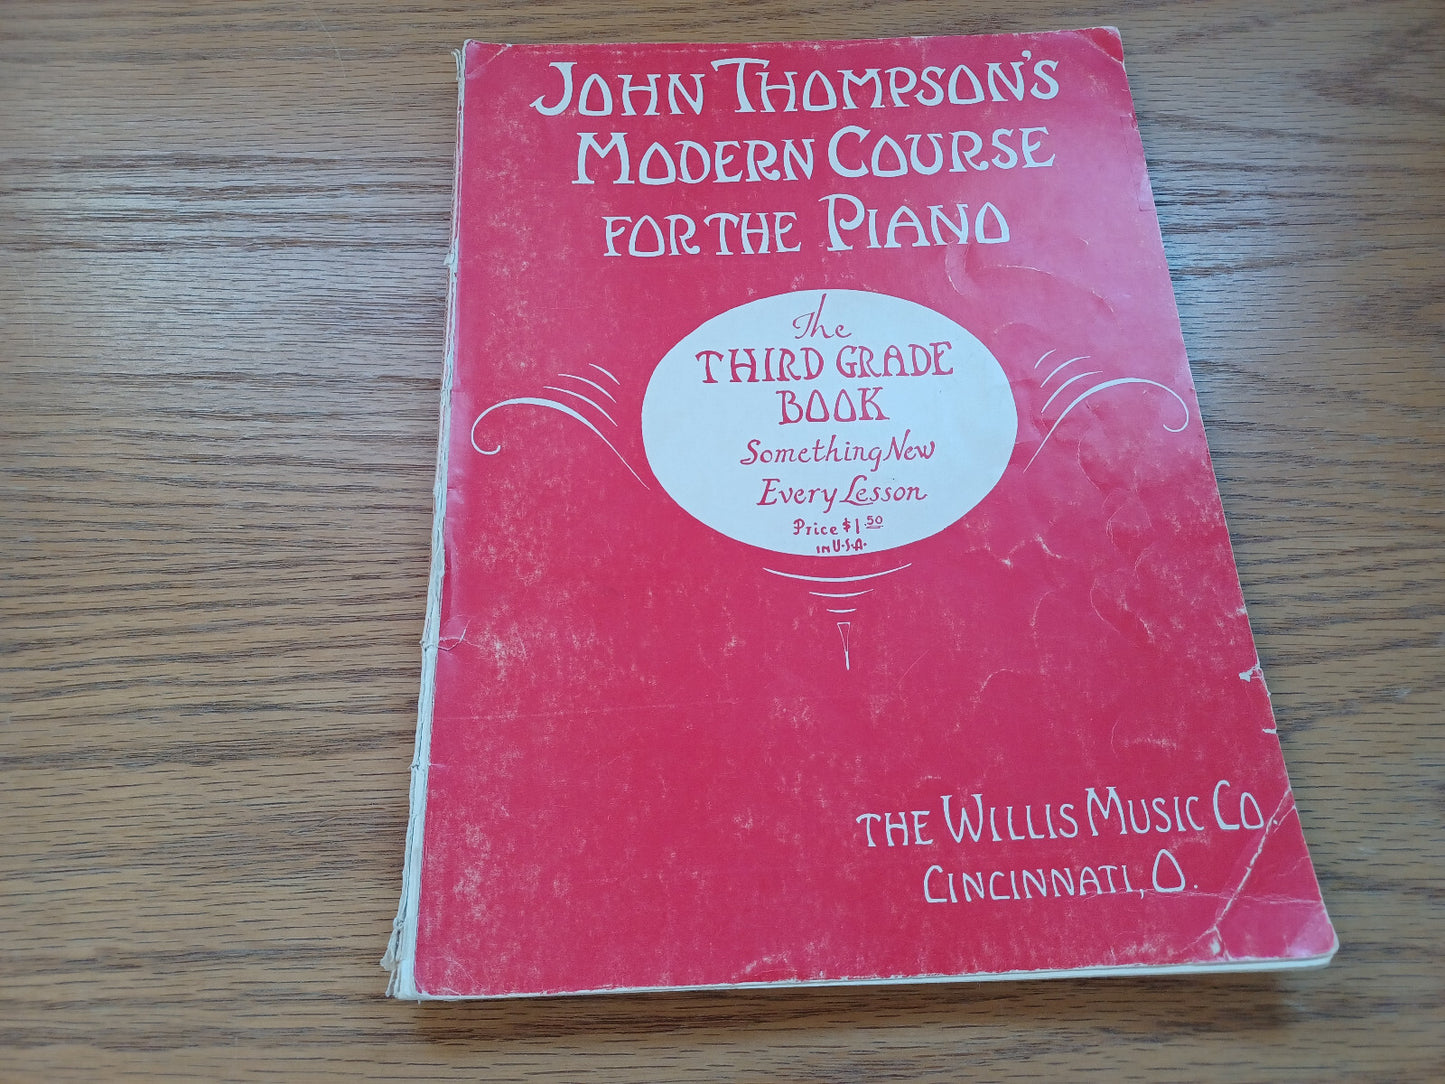 JOHN THOMPSON'S
MODERN COURSE
FOR THE PIANO
The
THIRD GRADE
BOOK
Something New
Every Lesson
Price $1.50
IN U.S.A.
THE WILLIS MUSIC CO
CINCINNATI, O.